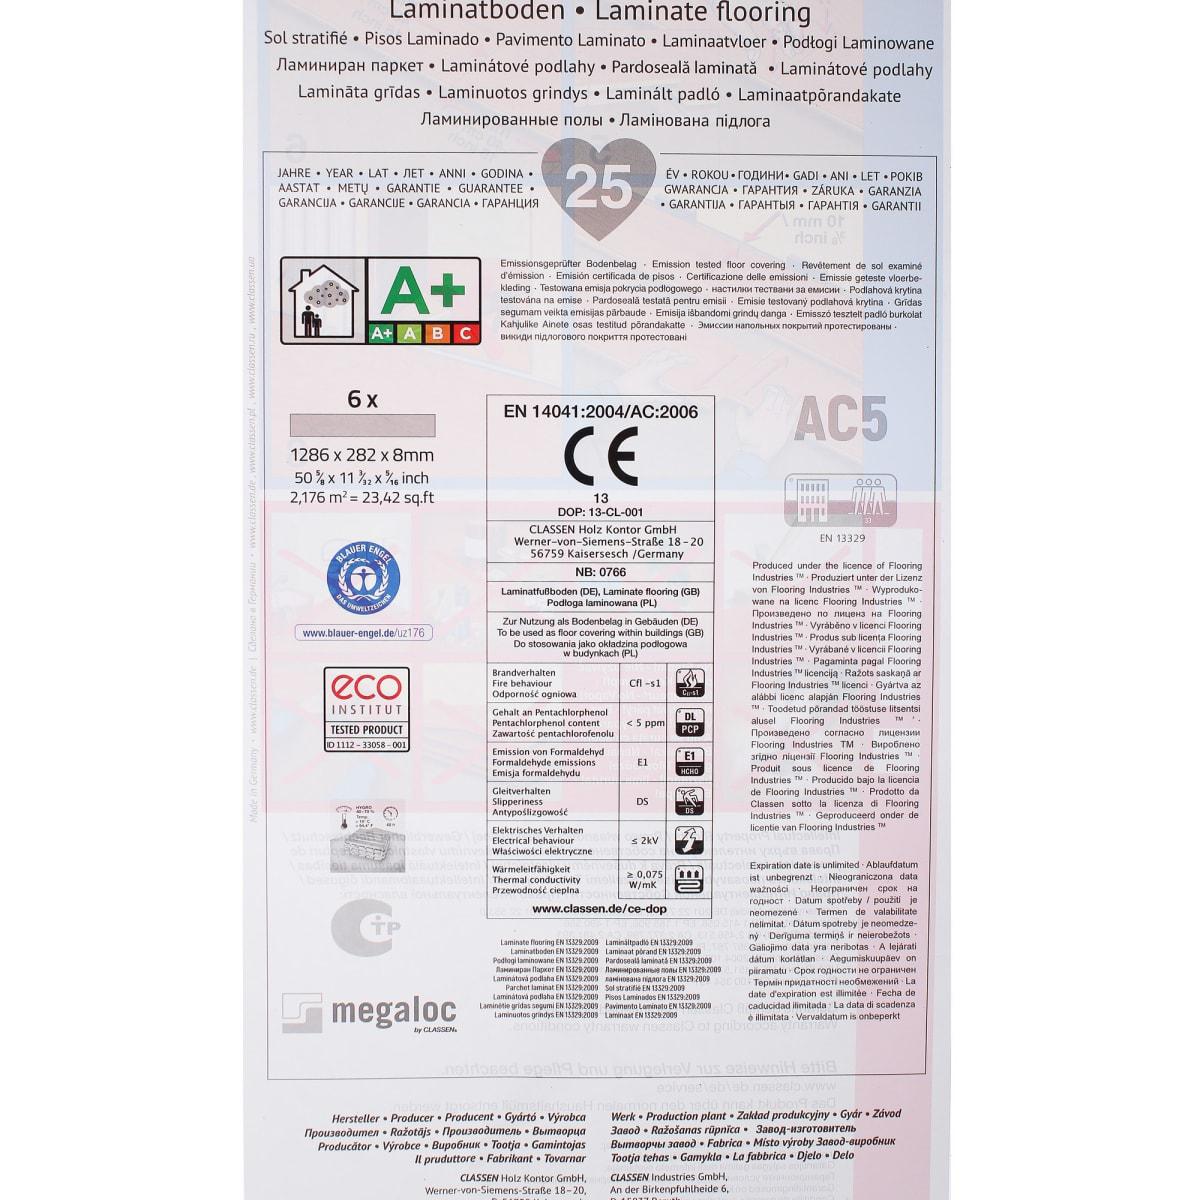 Laminatboden • Laminate flooring
Sol stratifié • Pisos Laminado • Pavimento Laminato • Laminaatvloer • Podłogi Laminowane
Ламиниран паркет • Laminátové podlahy • Pardoseală laminată • Laminátové podlahy
Lamināta grīdas • Laminuotos grindys • Laminált padló • Laminaatpõrandakate
Ламинированные полы • Ламінована підлога
JAHRE • YEAR • LAT • ЛЕТ • ANNI • GODINA •
AASTAT • METŲ • GARANTIE • GUARANTEE •
GARANCIJA • GARANCIJE • GARANCIA • ГАРАНЦИЯ
25
ÉV • ROKOU • ГОДИНИ • GADI • ANI • LET • РОКІВ
GWARANCJA • ГАРАНТИЯ • ZÁRUKA • GARANZIA
• GARANTIJA • ГАРАНТЫЯ • ГАРАНТІЯ • GARANTII
A+
A+ A B C
Emissionsgeprüfter Bodenbelag · Emission tested floor covering · Revêtement de sol examiné
d'émission · Emisión certificada de pisos · Certificazione delle emissioni · Emissie geteste vloerbe-
kleding · Testowana emisja pokrycia podłogowego · настилки тествани за емисии · Podlahová krytina
testována na emise · Pardoseală testată pentru emisii · Emisie testovaný podlahová krytina · Grīdas
segumam veikta emisijas pārbaude · Emisija išbandomi grindų danga · Emisszó tesztelt padló burkolat
Kahjulike Ainete osas testitud põrandakatte · Эмиссии напольных покрытий протестированы ·
викиди підлогового покриття протестовані
6 x
1286 x 282 x 8mm
50 ⅝ x 11 ³⁄₃₂ x ⁵⁄₁₆ inch
2,176 m² = 23,42 sq.ft
BLAUER ENGEL
DAS UMWELTZEICHEN
www.blauer-engel.de/uz176
eco
INSTITUT
TESTED PRODUCT
ID 1112 - 33058 - 001
HYGRO
Temp.
48 h
TP
megaloc
by CLASSEN®
EN 14041:2004/AC:2006
CE
13
DOP: 13-CL-001
CLASSEN Holz Kontor GmbH
Werner-von-Siemens-Straße 18 - 20
56759 Kaisersesch /Germany
NB: 0766
Laminatfußboden (DE), Laminate flooring (GB)
Podłoga laminowana (PL)
Zur Nutzung als Bodenbelag in Gebäuden (DE)
To be used as floor covering within buildings (GB)
Do stosowania jako okładzina podłogowa
w budynkach (PL)
Brandverhalten
Fire behaviour
Odporność ogniowa
Cfl -s1
Cfl-s1
Gehalt an Pentachlorphenol
Pentachlorphenol content
Zawartość pentachlorofenolu
< 5 ppm
DL
PCP
Emission von Formaldehyd
Formaldehyde emissions
Emisja formaldehydu
E1
E1
HCHO
Gleitverhalten
Slipperiness
Antypoślizgowość
DS
DS
Elektrisches Verhalten
Electrical behaviour
Właściwości elektryczne
≤ 2kV
Wärmeleitfähigkeit
Thermal conductivity
Przewodność cieplna
≥ 0,075
W/mK
www.classen.de/ce-dop
Laminate flooring EN 13329:2009 Lamináltpadló EN 13329:2009
Laminatboden EN 13329:2009 Laminaat põrand EN 13329:2009
Podłogi laminowane EN 13329:2009 Pardoseală laminată EN 13329:2009
Ламиниран Паркет EN 13329:2009 Ламинированные полы EN 13329:2009
Laminátová podlaha EN 13329:2009 ламінована підлога EN 13329:2009
Parchet laminat EN 13329:2009 Sol stratifié EN 13329:2009
Laminátová podlaha EN 13329:2009 Pisos Laminados EN 13329:2009
Laminētie grīdas segumi EN 13329:2009 Pavimento Laminato EN 13329:2009
Laminuotos grindys EN 13329:2009 Laminaat EN 13329:2009
AC5
33
EN 13329
Produced under the licence of Flooring
Industries ™ · Produziert unter der Lizenz
von Flooring Industries ™ · Wyproduko-
wane na licenc Flooring Industries ™ ·
Произведено по лиценз на Flooring
Industries ™ · Vyráběno v licenci Flooring
Industries ™ · Produs sub licența Flooring
Industries ™ · Vyrábané v licencii Flooring
Industries ™ · Pagaminta pagal Flooring
Industries ™ licenciją · Ražots saskaņā ar
Flooring Industries ™ licenci · Gyártva az
alábbi licenc alapján Flooring Industries
™ · Toodetud põrandad tööstuse litsentsi
alusel Flooring Industries ™ ·
Произведено согласно лицензии
Flooring Industries TM · Вироблено
згідно ліцензії Flooring Industries ™ ·
Produit sous licence de Flooring
Industries ™ · Producido bajo la licencia
de Flooring Industries ™ · Prodotto da
Classen sotto la licenza di Flooring
Industries ™ · Geproduceerd onder de
licentie van Flooring Industries ™
Expiration date is unlimited · Ablaufdatum
ist unbegrenzt · Nieograniczona data
ważności · Неограничен срок на
годност · Datum spotřeby / použití je
neomezené · Termen de valabilitate
nelimitat. · Dátum spotreby je neomedze-
ný · Derīguma termiņš ir neierobežots ·
Galiojimo data yra neribotas · A lejárati
dátum korlátlan · Aegumiskuupäev on
piiramatu · Срок годности не ограничен
· Термін придатності необмежений · La
date d'expiration est illimitée · Fecha de
caducidad ilimitada · La data di scadenza
é illimitata · Vervaldatum is onbeperkt
Made in Germany • www.classen.de | Сделано в Германии • www.classen.de . www.classen.pl . www.classen.ru . www.classen.ua
Hersteller • Producer • Producent • Gyártó • Výrobca
Производител • Ražotājs • Производитель • Вытворца
Producător • Výrobce • Виробник • Tootja • Gamintojas
Il pruduttore • Fabrikant • Tovarnar
CLASSEN Holz Kontor GmbH,
Werner-von-Siemens-Straße 18–20,
Werk • Production plant • Zakład produkcyjny • Gyár • Závod
Завод • Ražošanas rūpnīca • Завод-изготовитель
Вытворчы завод • Fabrica • Místo výroby Завод-виробник
Tootja tehas • Gamykla • La fabbrica • Djelo • Delo
CLASSEN Industries GmbH,
An der Birkenpfuhlheide 6,